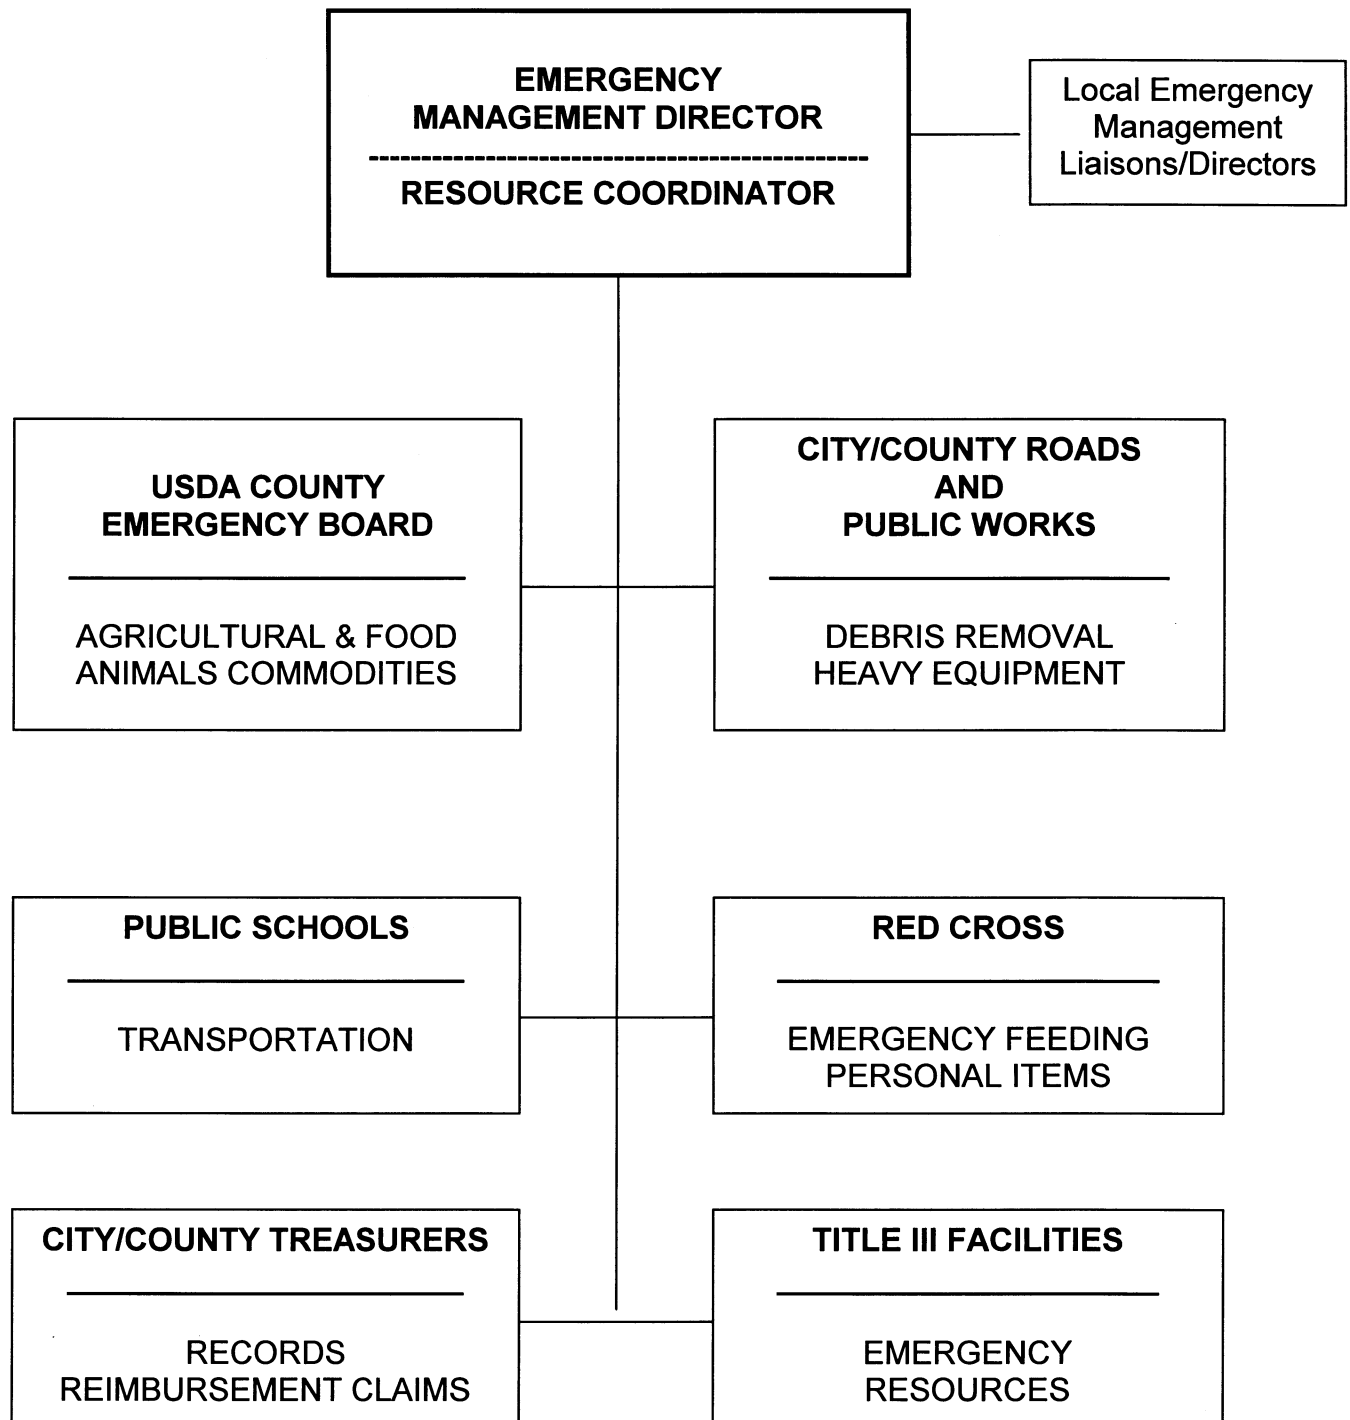 EMERGENCY
MANAGEMENT DIRECTOR
RESOURCE COORDINATOR
Local Emergency
Management
Liaisons/Directors
USDA COUNTY
EMERGENCY BOARD
AGRICULTURAL & FOOD
ANIMALS COMMODITIES
CITY/COUNTY ROADS
AND
PUBLIC WORKS
DEBRIS REMOVAL
HEAVY EQUIPMENT
PUBLIC SCHOOLS
TRANSPORTATION
RED CROSS
EMERGENCY FEEDING
PERSONAL ITEMS
CITY/COUNTY TREASURERS
RECORDS
REIMBURSEMENT CLAIMS
TITLE III FACILITIES
EMERGENCY
RESOURCES